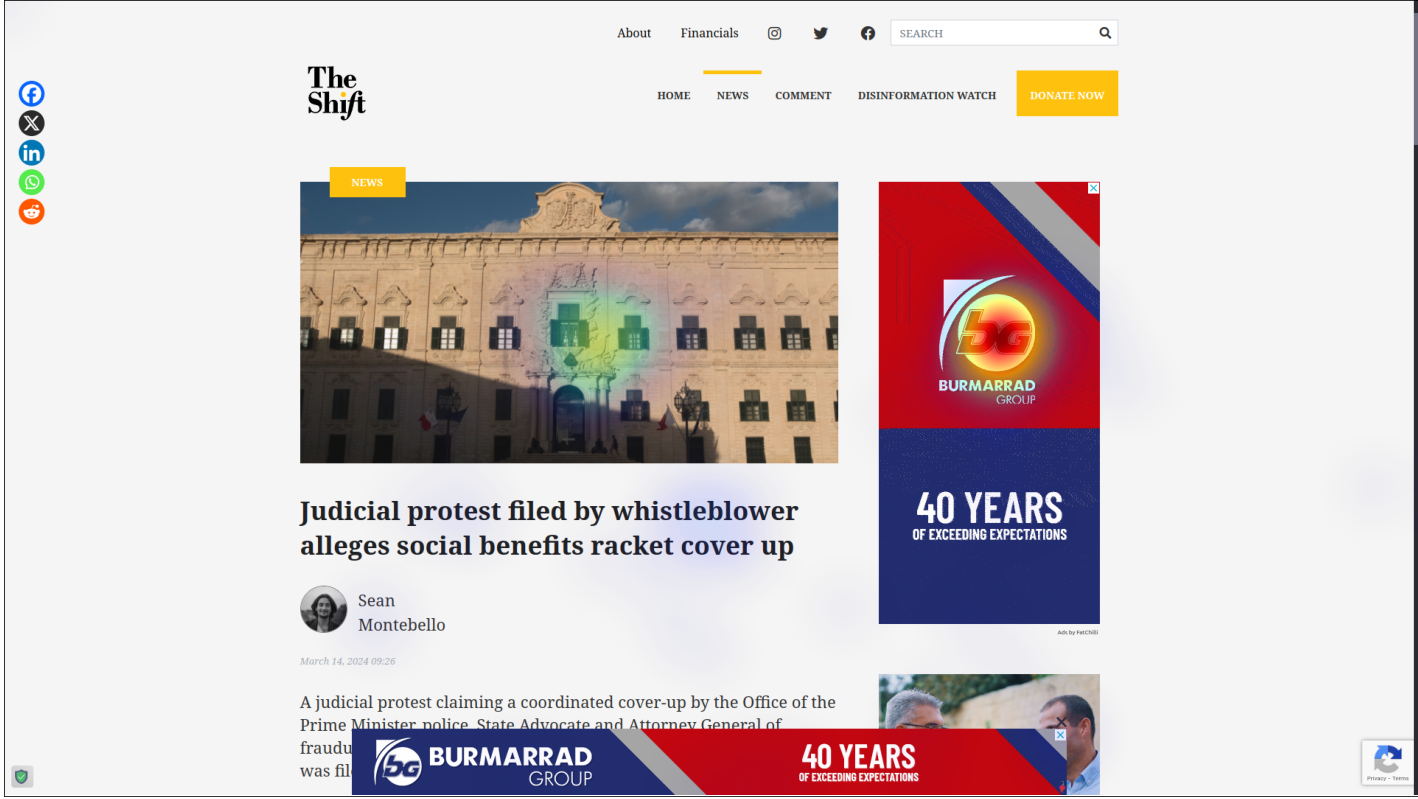 About Financials SEARCH
The
Shift
HOME NEWS COMMENT DISINFORMATION WATCH DONATE NOW
NEWS
bg
BURMARRAD
GROUP
40 YEARS
OF EXCEEDING EXPECTATIONS
Ads by FatChilli
Judicial protest filed by whistleblower
alleges social benefits racket cover up
Sean
Montebello
March 14, 2024 09:26
A judicial protest claiming a coordinated cover-up by the Office of the
Prime Minister, police, State Advocate and Attorney General of
fraudu
was fil
bg BURMARRAD
GROUP
40 YEARS
OF EXCEEDING EXPECTATIONS
Privacy - Terms